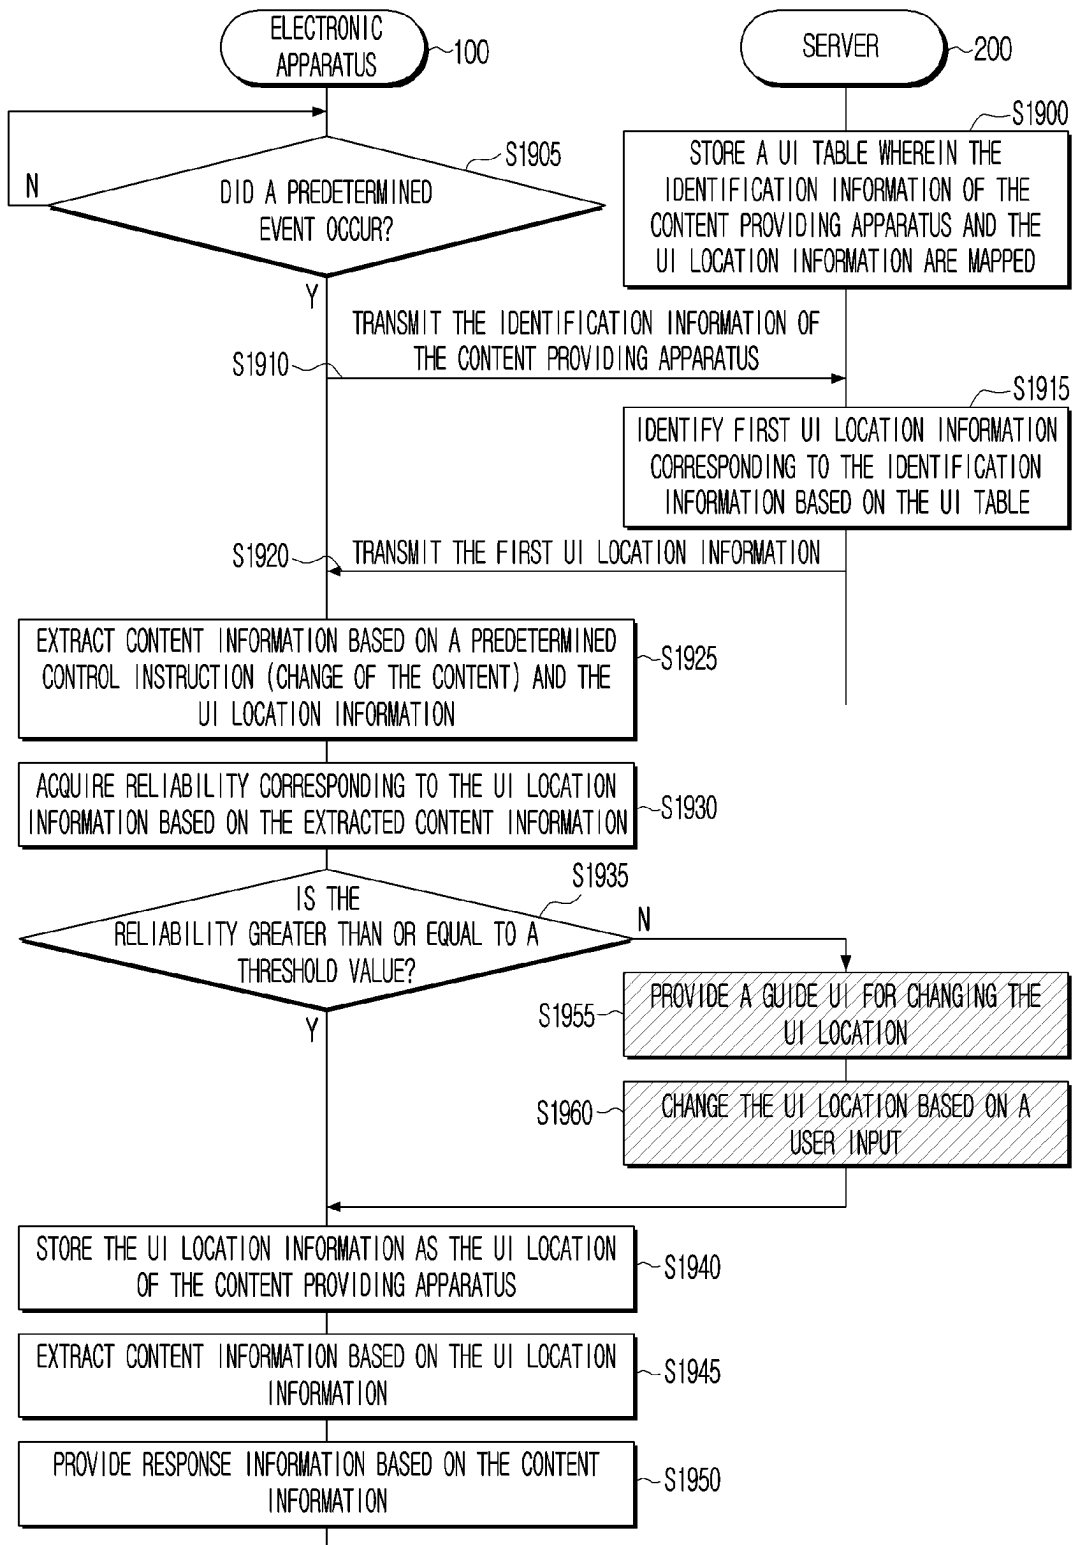 ELECTRONIC
APPARATUS
100
SERVER
200
S1900
STORE A UI TABLE WHEREIN THE
IDENTIFICATION INFORMATION OF THE
CONTENT PROVIDING APPARATUS AND THE
UI LOCATION INFORMATION ARE MAPPED
S1905
DID A PREDETERMINED
EVENT OCCUR?
N
Y
TRANSMIT THE IDENTIFICATION INFORMATION OF
THE CONTENT PROVIDING APPARATUS
S1910
S1915
IDENTIFY FIRST UI LOCATION INFORMATION
CORRESPONDING TO THE IDENTIFICATION
INFORMATION BASED ON THE UI TABLE
S1920
TRANSMIT THE FIRST UI LOCATION INFORMATION
EXTRACT CONTENT INFORMATION BASED ON A PREDETERMINED
CONTROL INSTRUCTION (CHANGE OF THE CONTENT) AND THE
UI LOCATION INFORMATION
S1925
ACQUIRE RELIABILITY CORRESPONDING TO THE UI LOCATION
INFORMATION BASED ON THE EXTRACTED CONTENT INFORMATION
S1930
S1935
IS THE
RELIABILITY GREATER THAN OR EQUAL TO A
THRESHOLD VALUE?
N
Y
S1955
PROVIDE A GUIDE UI FOR CHANGING THE
UI LOCATION
S1960
CHANGE THE UI LOCATION BASED ON A
USER INPUT
STORE THE UI LOCATION INFORMATION AS THE UI LOCATION
OF THE CONTENT PROVIDING APPARATUS
S1940
EXTRACT CONTENT INFORMATION BASED ON THE UI LOCATION
INFORMATION
S1945
PROVIDE RESPONSE INFORMATION BASED ON THE CONTENT
INFORMATION
S1950